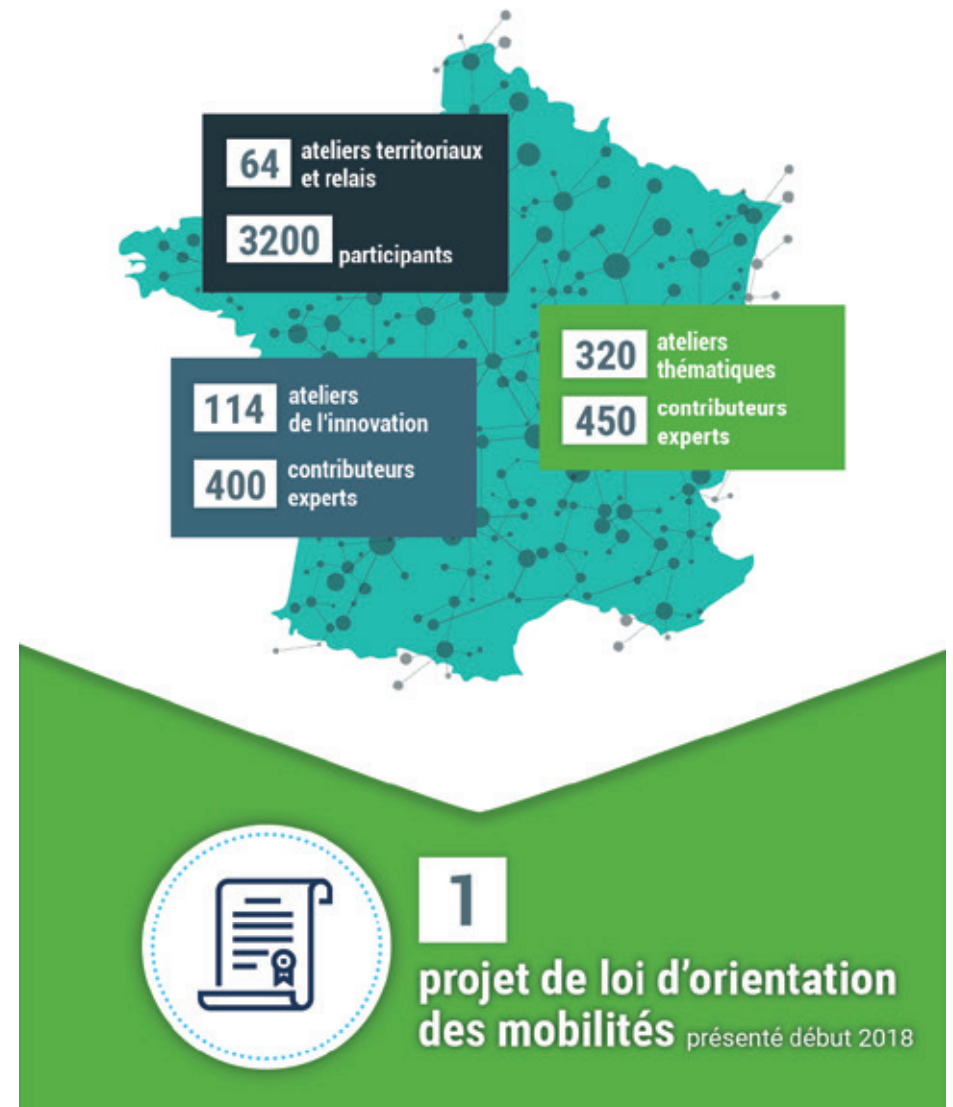 64 ateliers territoriaux
et relais
3200 participants
320 ateliers
thématiques
450 contributeurs
experts
114 ateliers
de l'innovation
400 contributeurs
experts
1
projet de loi d'orientation
des mobilités présenté début 2018